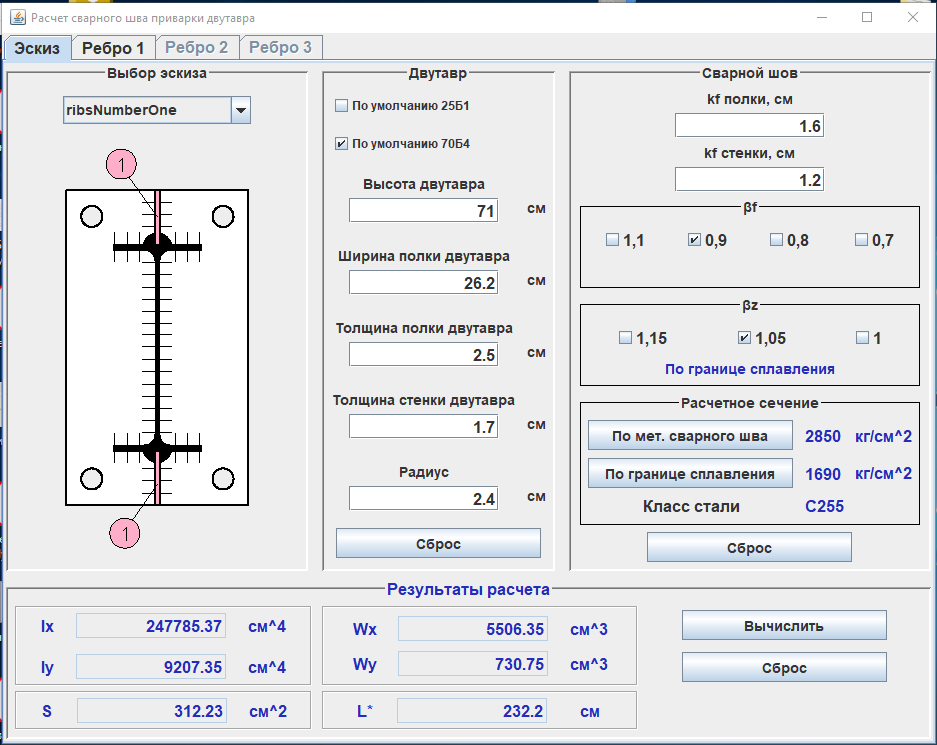 Расчет сварного шва приварки двутавра
Эскиз Ребро 1 Ребро 2 Ребро 3
Выбор эскиза
ribsNumberOne
1
1
Двутавр
По умолчанию 25Б1
По умолчанию 70Б4
Высота двутавра
71 см
Ширина полки двутавра
26.2 см
Толщина полки двутавра
2.5 см
Толщина стенки двутавра
1.7 см
Радиус
2.4 см
Сброс
Сварной шов
kf полки, см
1.6
kf стенки, см
1.2
βf
1,1 0,9 0,8 0,7
βz
1,15 1,05 1
По границе сплавления
Расчетное сечение
По мет. сварного шва 2850 кг/см^2
По границе сплавления 1690 кг/см^2
Класс стали С255
Сброс
Результаты расчета
Ix 247785.37 см^4
Iy 9207.35 см^4
S 312.23 см^2
Wx 5506.35 см^3
Wy 730.75 см^3
L* 232.2 см
Вычислить
Сброс